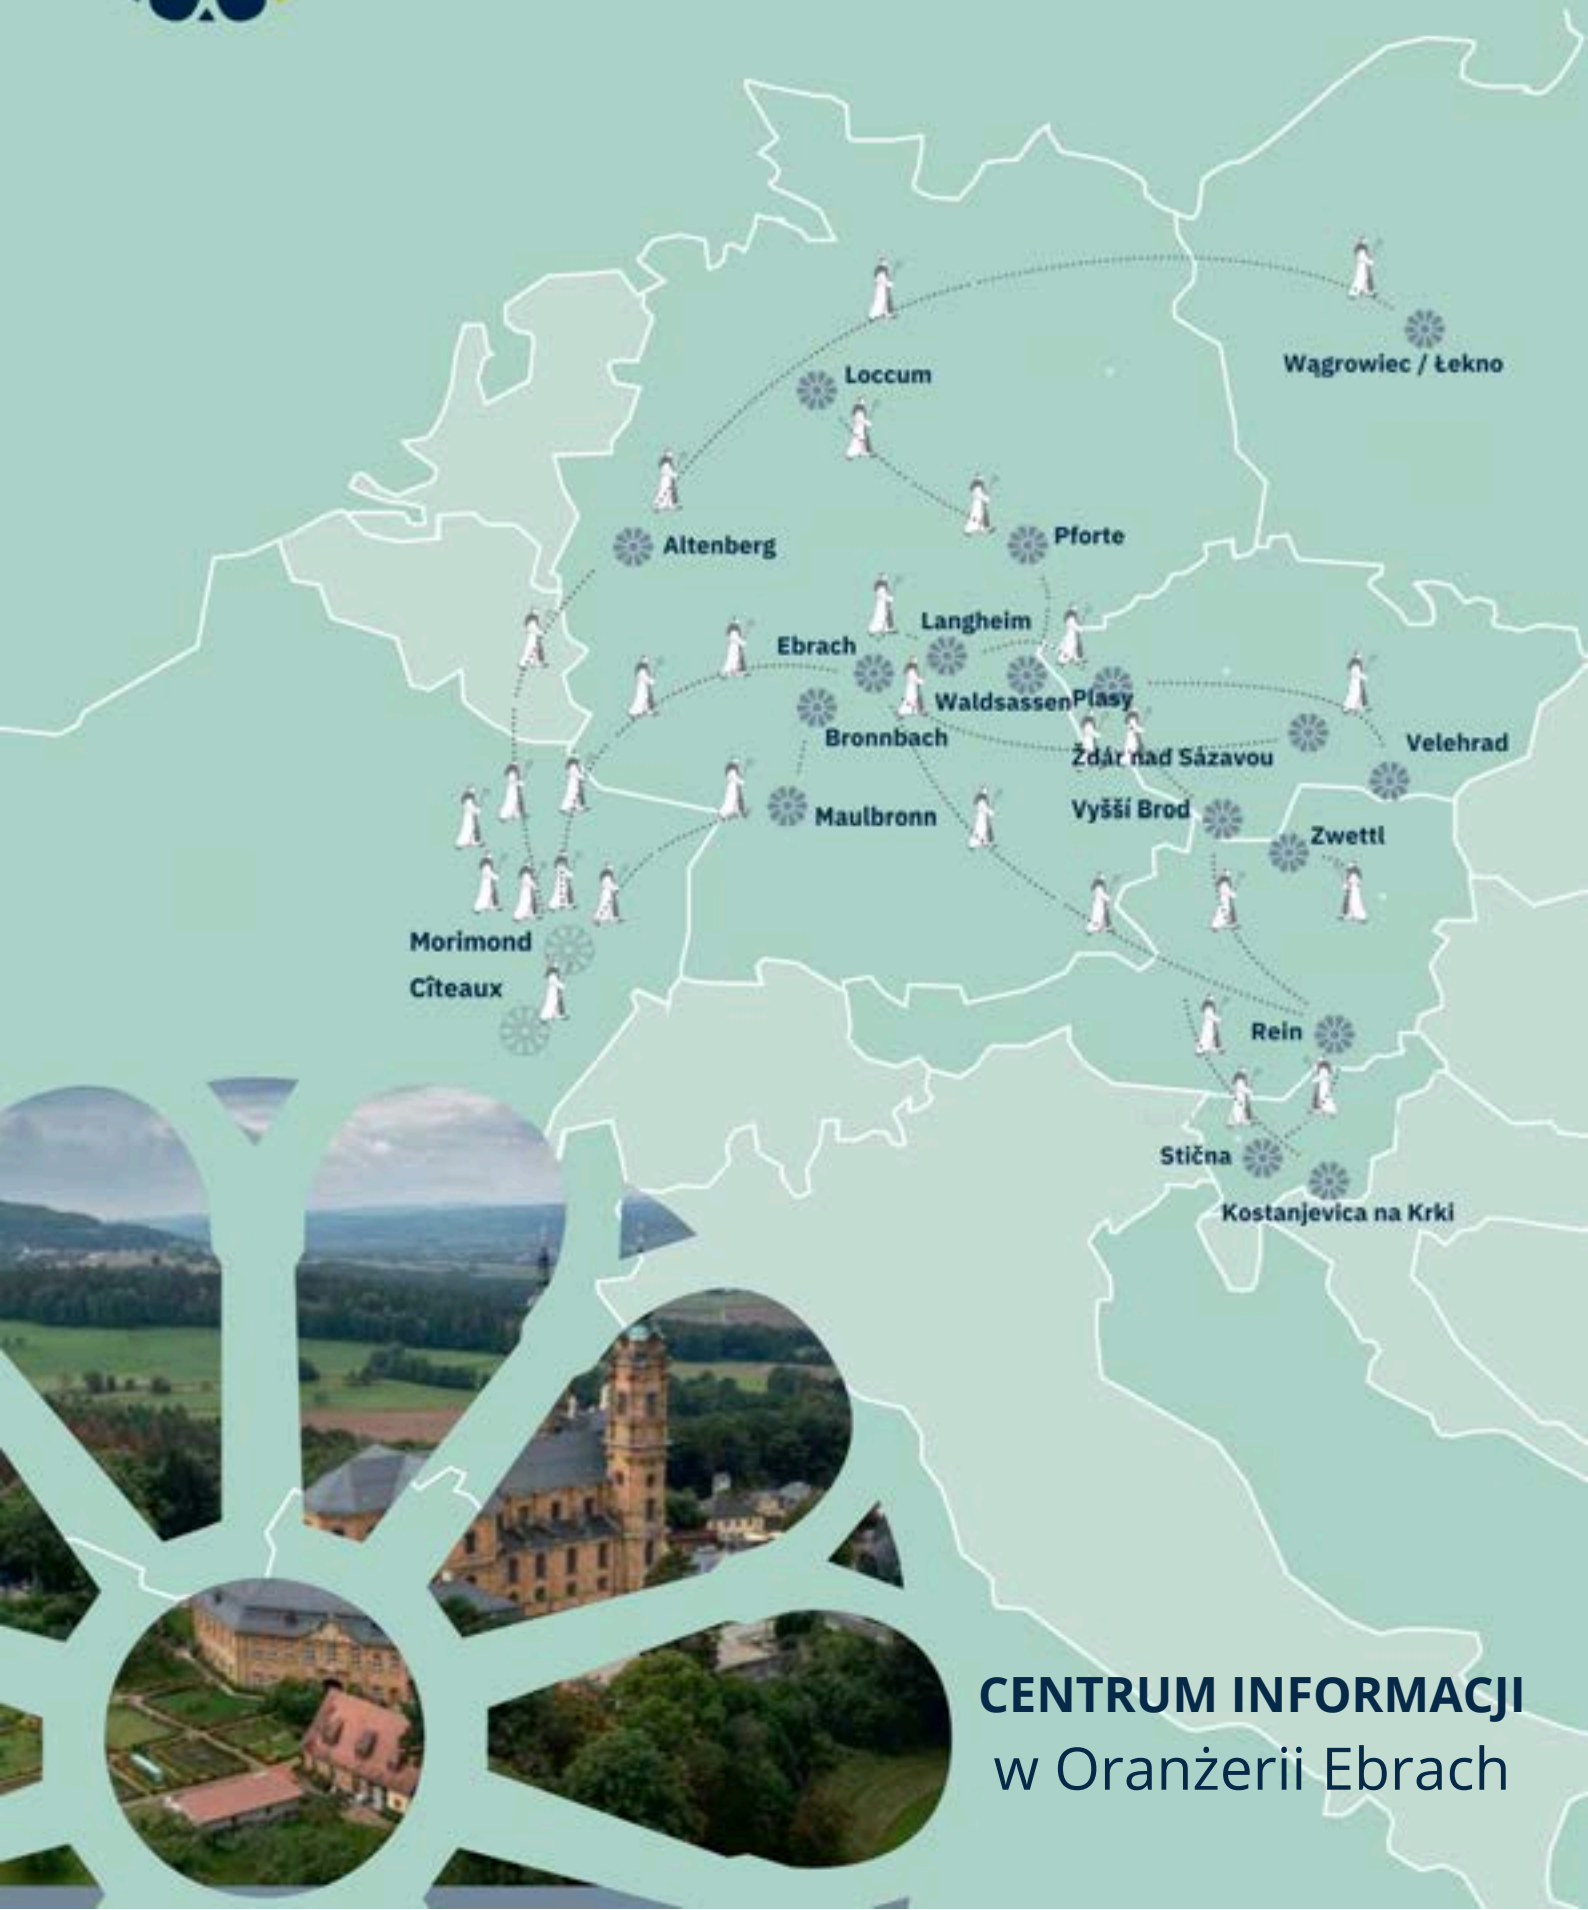 Loccum
Wągrowiec / Łekno
Altenberg
Pforte
Langheim
Ebrach
Waldsassen
Plasy
Bronnbach
Velehrad
Žďár nad Sázavou
Vyšší Brod
Maulbronn
Zwettl
Morimond
Cîteaux
Rein
Stična
Kostanjevica na Krki
CENTRUM INFORMACJI
w Oranżerii Ebrach